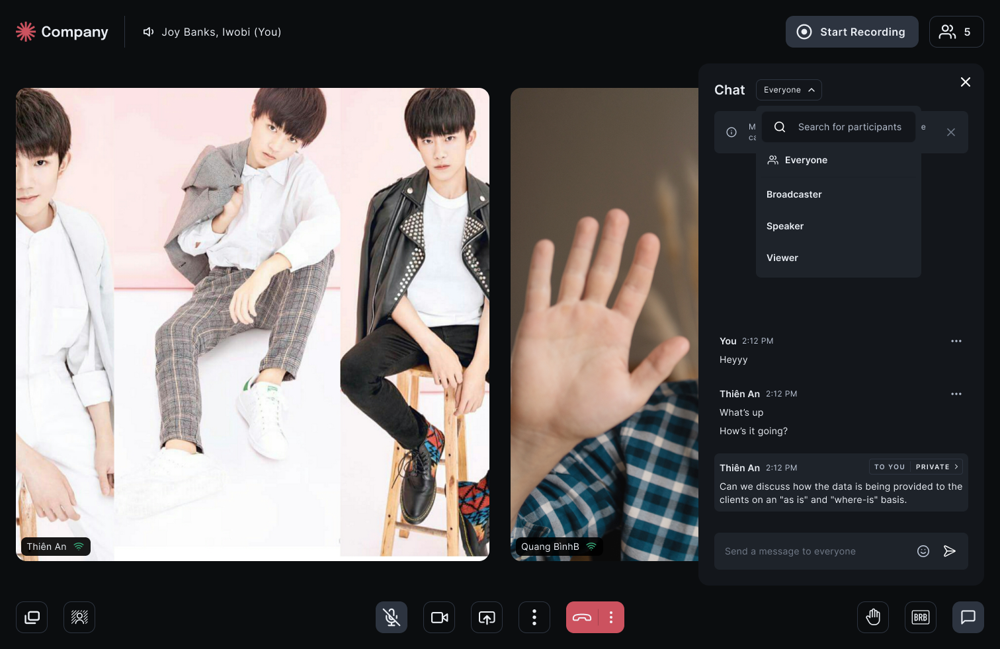 Company
Joy Banks, Iwobi (You)
Start Recording
5
Chat
Everyone
Search for participants
Everyone
Broadcaster
Speaker
Viewer
You 2:12 PM
Heyyy
Thiên An 2:12 PM
What’s up
How’s it going?
Thiên An 2:12 PM TO YOU PRIVATE
Can we discuss how the data is being provided to the
clients on an "as is" and "where-is" basis.
Send a message to everyone
Thiên An
Quang BìnhB
BRB